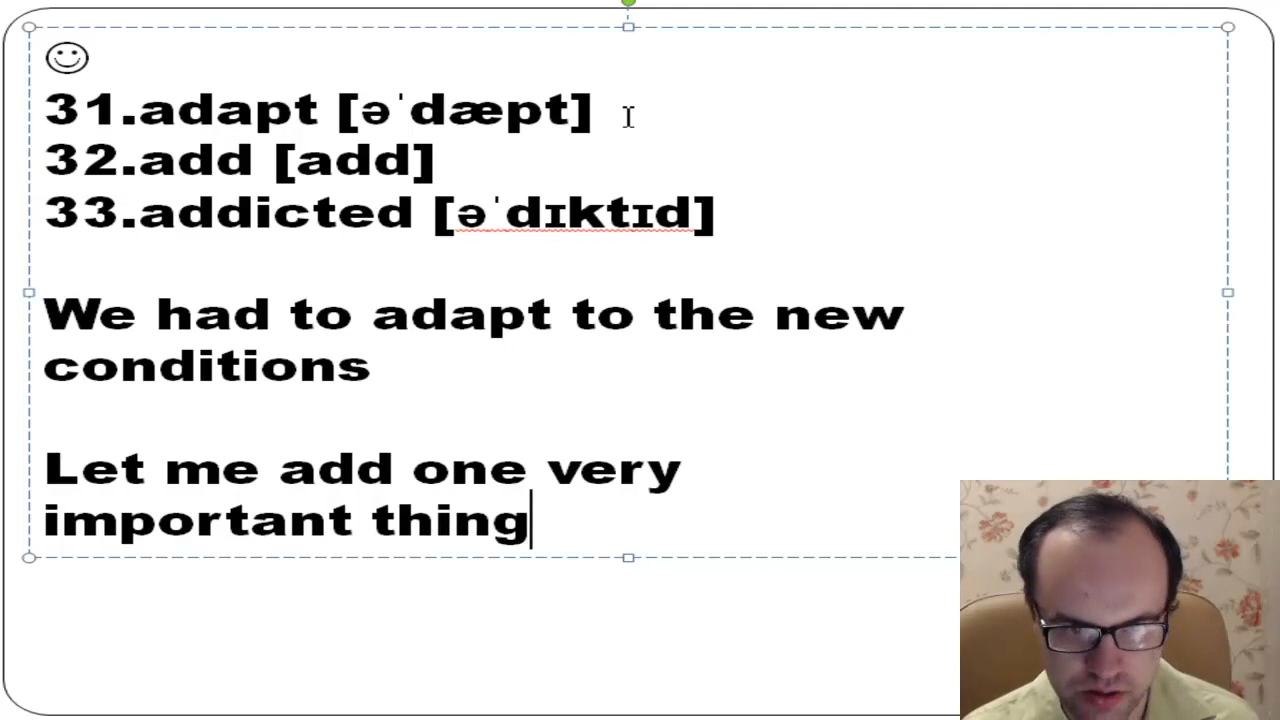 31.adapt [əˈdæpt]
32.add [add]
33.addicted [əˈdɪktɪd]
We had to adapt to the new
conditions
Let me add one very
important thing